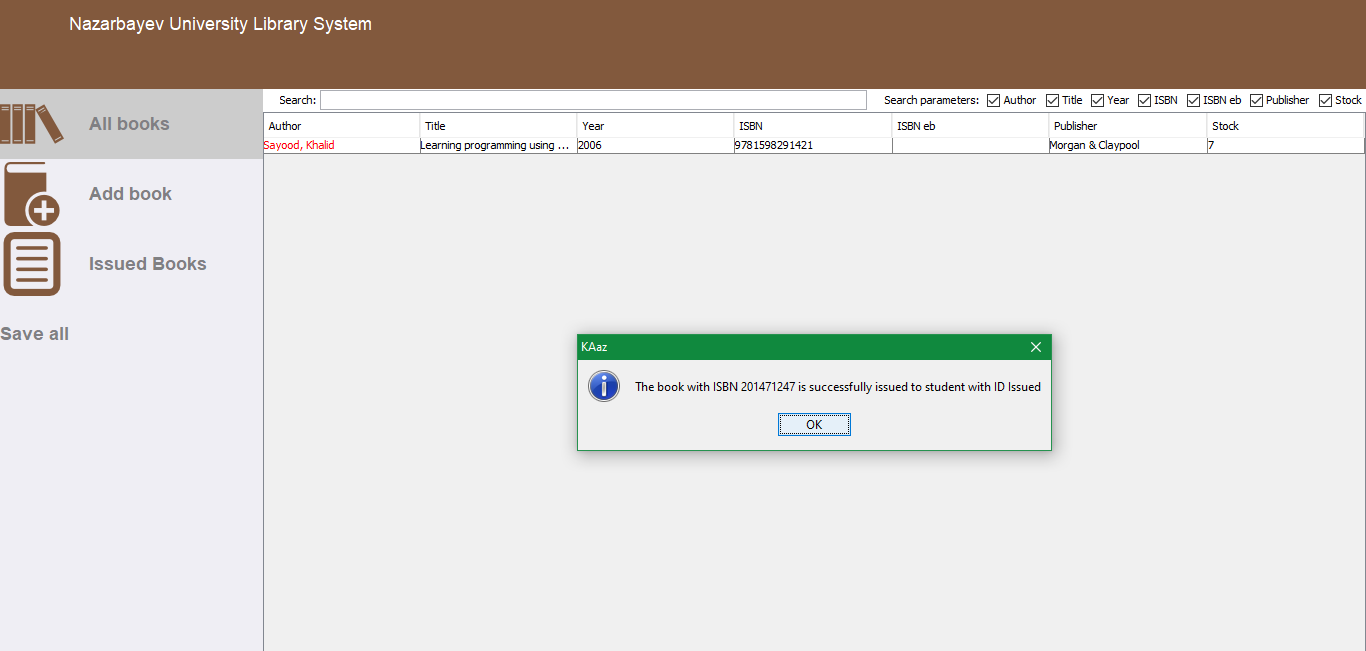 Nazarbayev University Library System
All books
Add book
Issued Books
Save all
Search: Search parameters: Author Title Year ISBN ISBN eb Publisher Stock
Author Title Year ISBN ISBN eb Publisher Stock
Sayood, Khalid Learning programming using ... 2006 9781598291421 Morgan & Claypool 7
KAaz
The book with ISBN 201471247 is successfully issued to student with ID Issued
OK